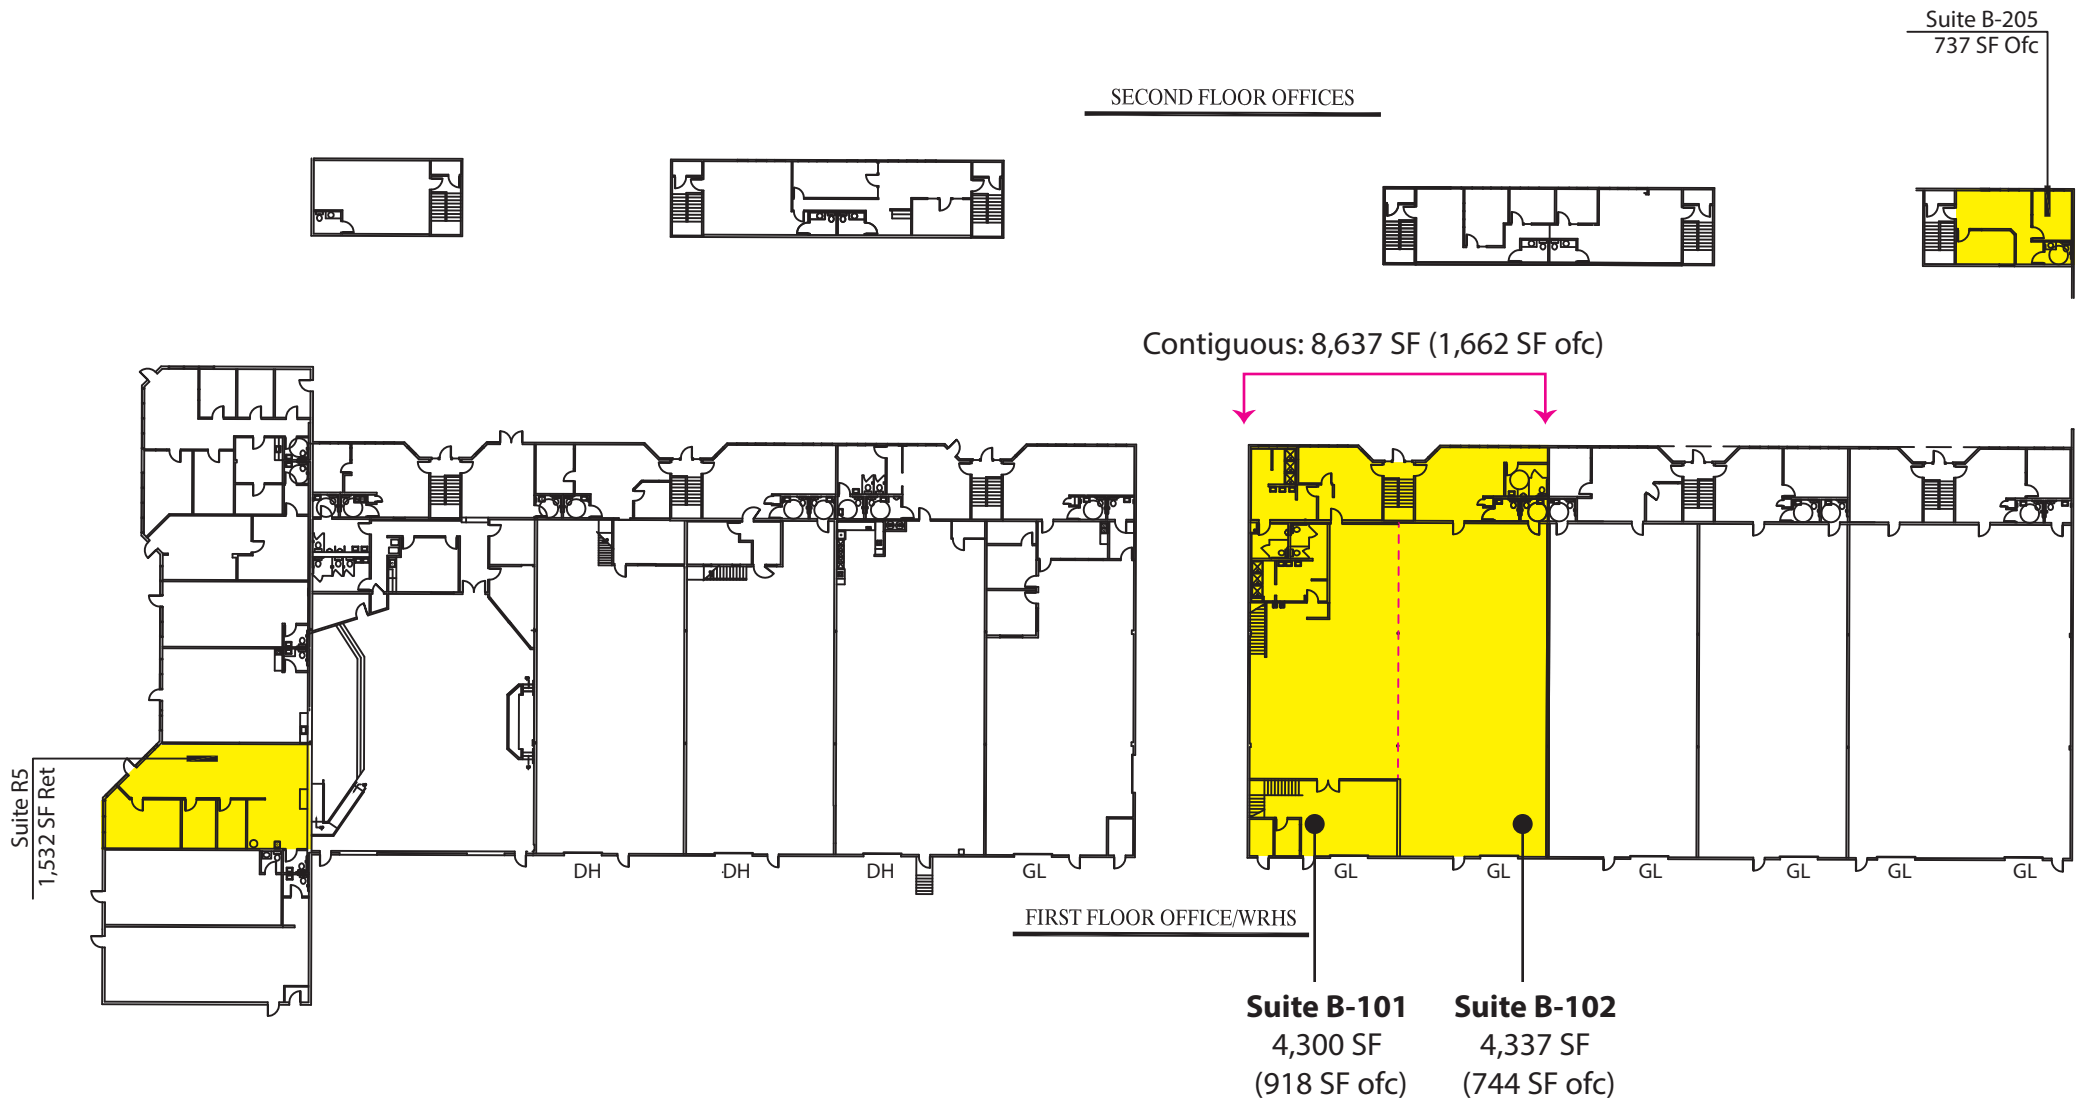 Suite B-205
737 SF Ofc
SECOND FLOOR OFFICES
Contiguous: 8,637 SF (1,662 SF ofc)
Suite R5
1,532 SF Ret
DH
DH
DH
GL
GL
GL
GL
GL
GL
GL
FIRST FLOOR OFFICE/WRHS
Suite B-101
4,300 SF
(918 SF ofc)
Suite B-102
4,337 SF
(744 SF ofc)